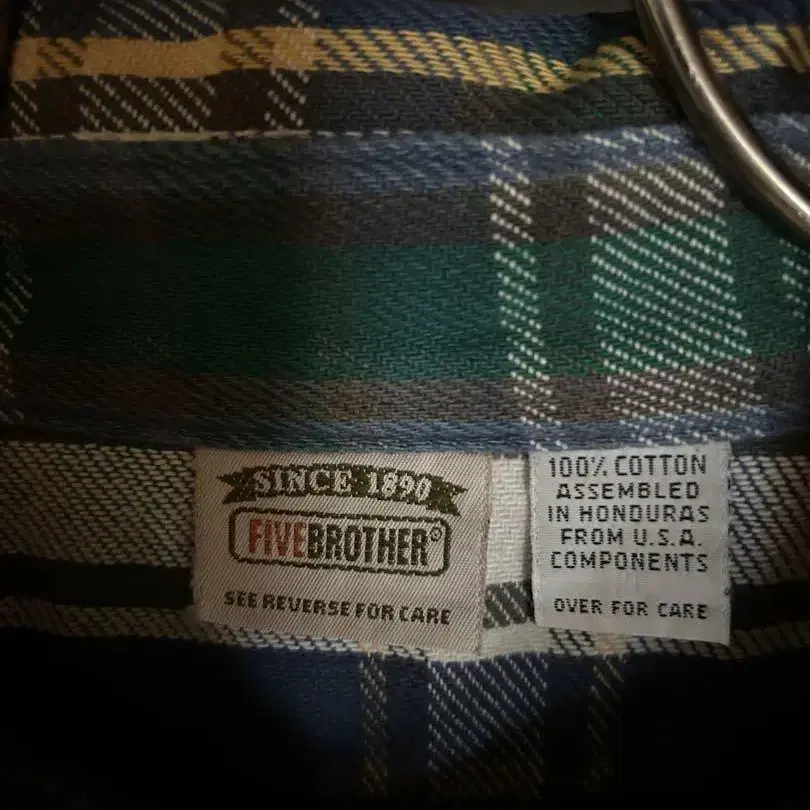 SINCE 1890
FIVEBROTHER®
SEE REVERSE FOR CARE
100% COTTON
ASSEMBLED
IN HONDURAS
FROM U.S.A.
COMPONENTS
OVER FOR CARE